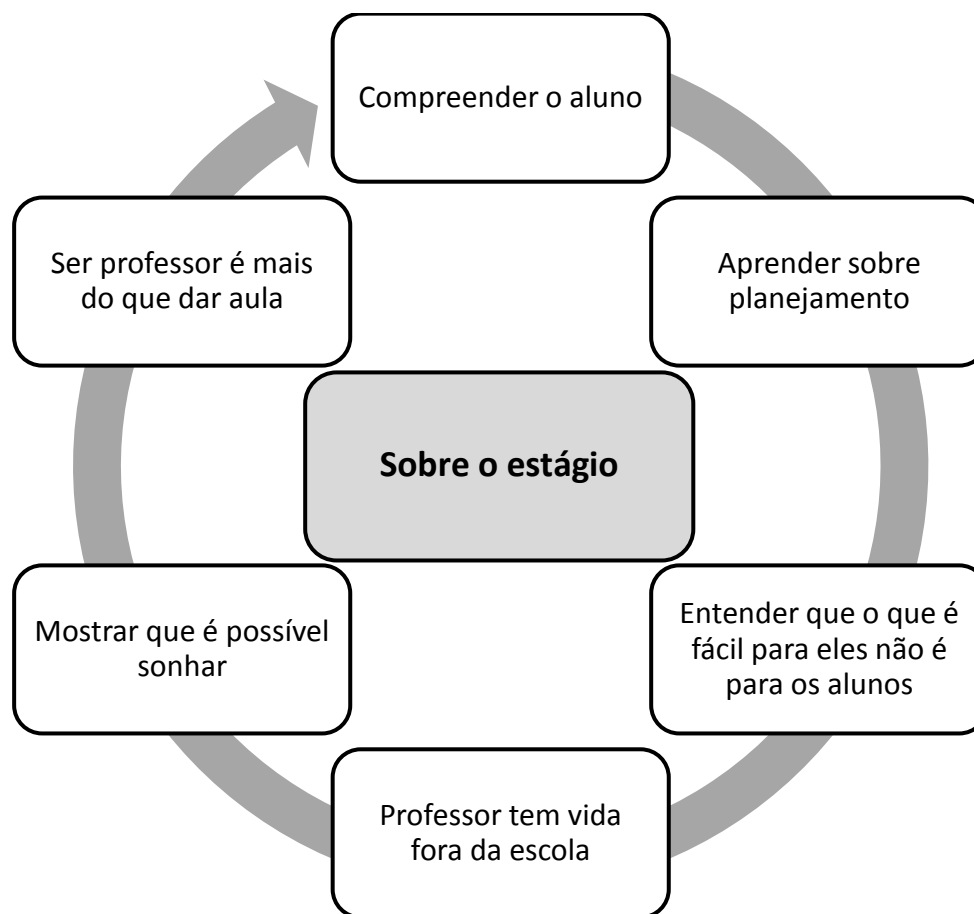 Compreender o aluno
Aprender sobre
planejamento
Entender que o que é
fácil para eles não é
para os alunos
Professor tem vida
fora da escola
Mostrar que é possível
sonhar
Ser professor é mais
do que dar aula
Sobre o estágio